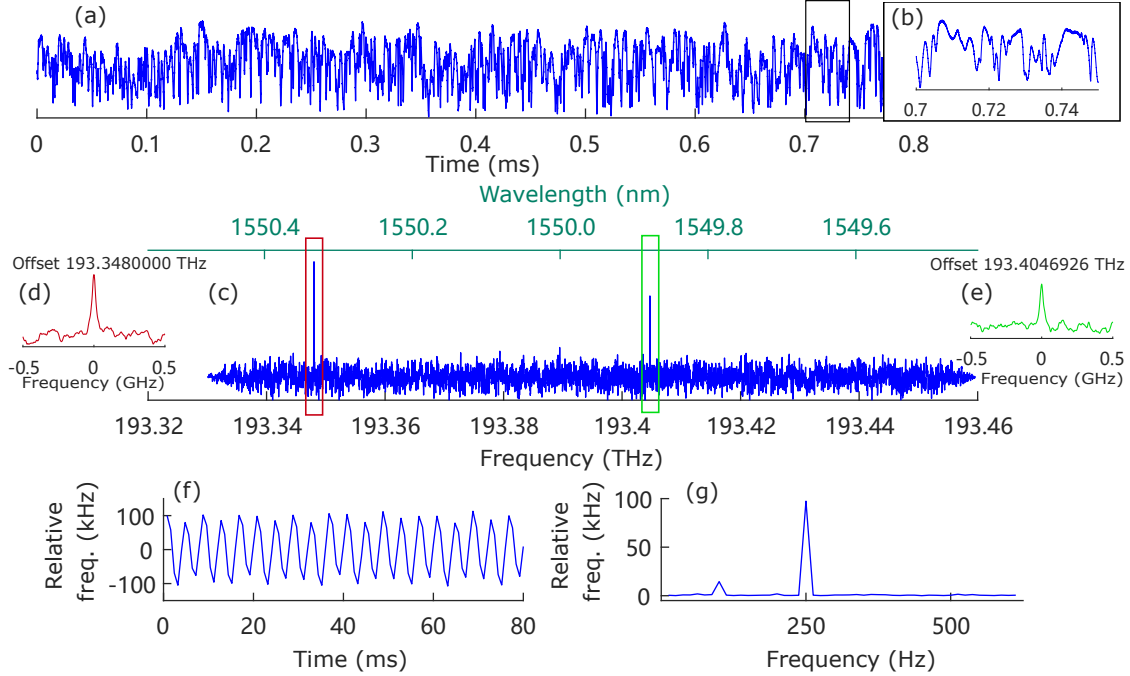 (a)
(b)
0.7 0.72 0.74
0 0.1 0.2 0.3 0.4 0.5 0.6 0.7 0.8
Time (ms)
Wavelength (nm)
1550.4 1550.2 1550.0 1549.8 1549.6
Offset 193.3480000 THz
(d)
-0.5 0 0.5
Frequency (GHz)
(c)
Offset 193.4046926 THz
(e)
-0.5 0 0.5
Frequency (GHz)
193.32 193.34 193.36 193.38 193.4 193.42 193.44 193.46
Frequency (THz)
(f)
Relative
freq. (kHz)
100
0
-100
0 20 40 60 80
Time (ms)
(g)
Relative
freq. (kHz)
100
50
0
250 500
Frequency (Hz)